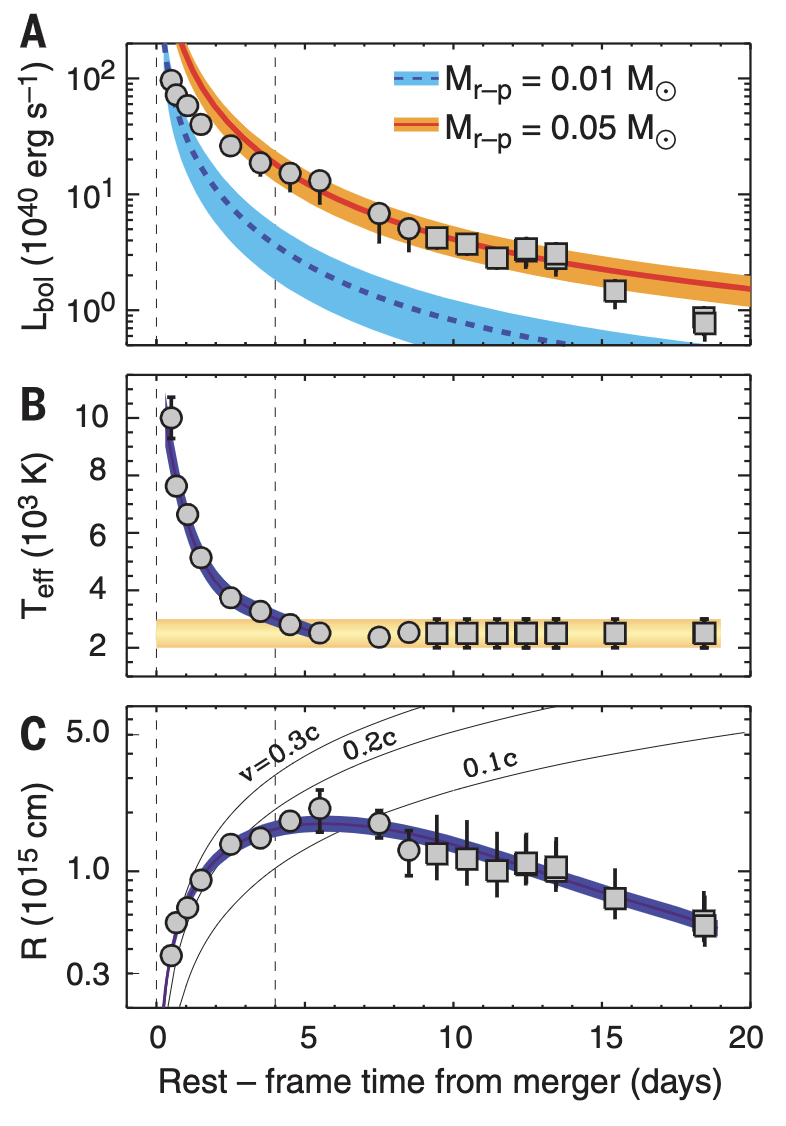 A
10²
10¹
10⁰
L_bol (10⁴⁰ erg s⁻¹)
M_r–p = 0.01 M_⊙
M_r–p = 0.05 M_⊙
B
10
8
6
4
2
T_eff (10³ K)
C
5.0
1.0
0.3
R (10¹⁵ cm)
v=0.3c
0.2c
0.1c
0 5 10 15 20
Rest – frame time from merger (days)